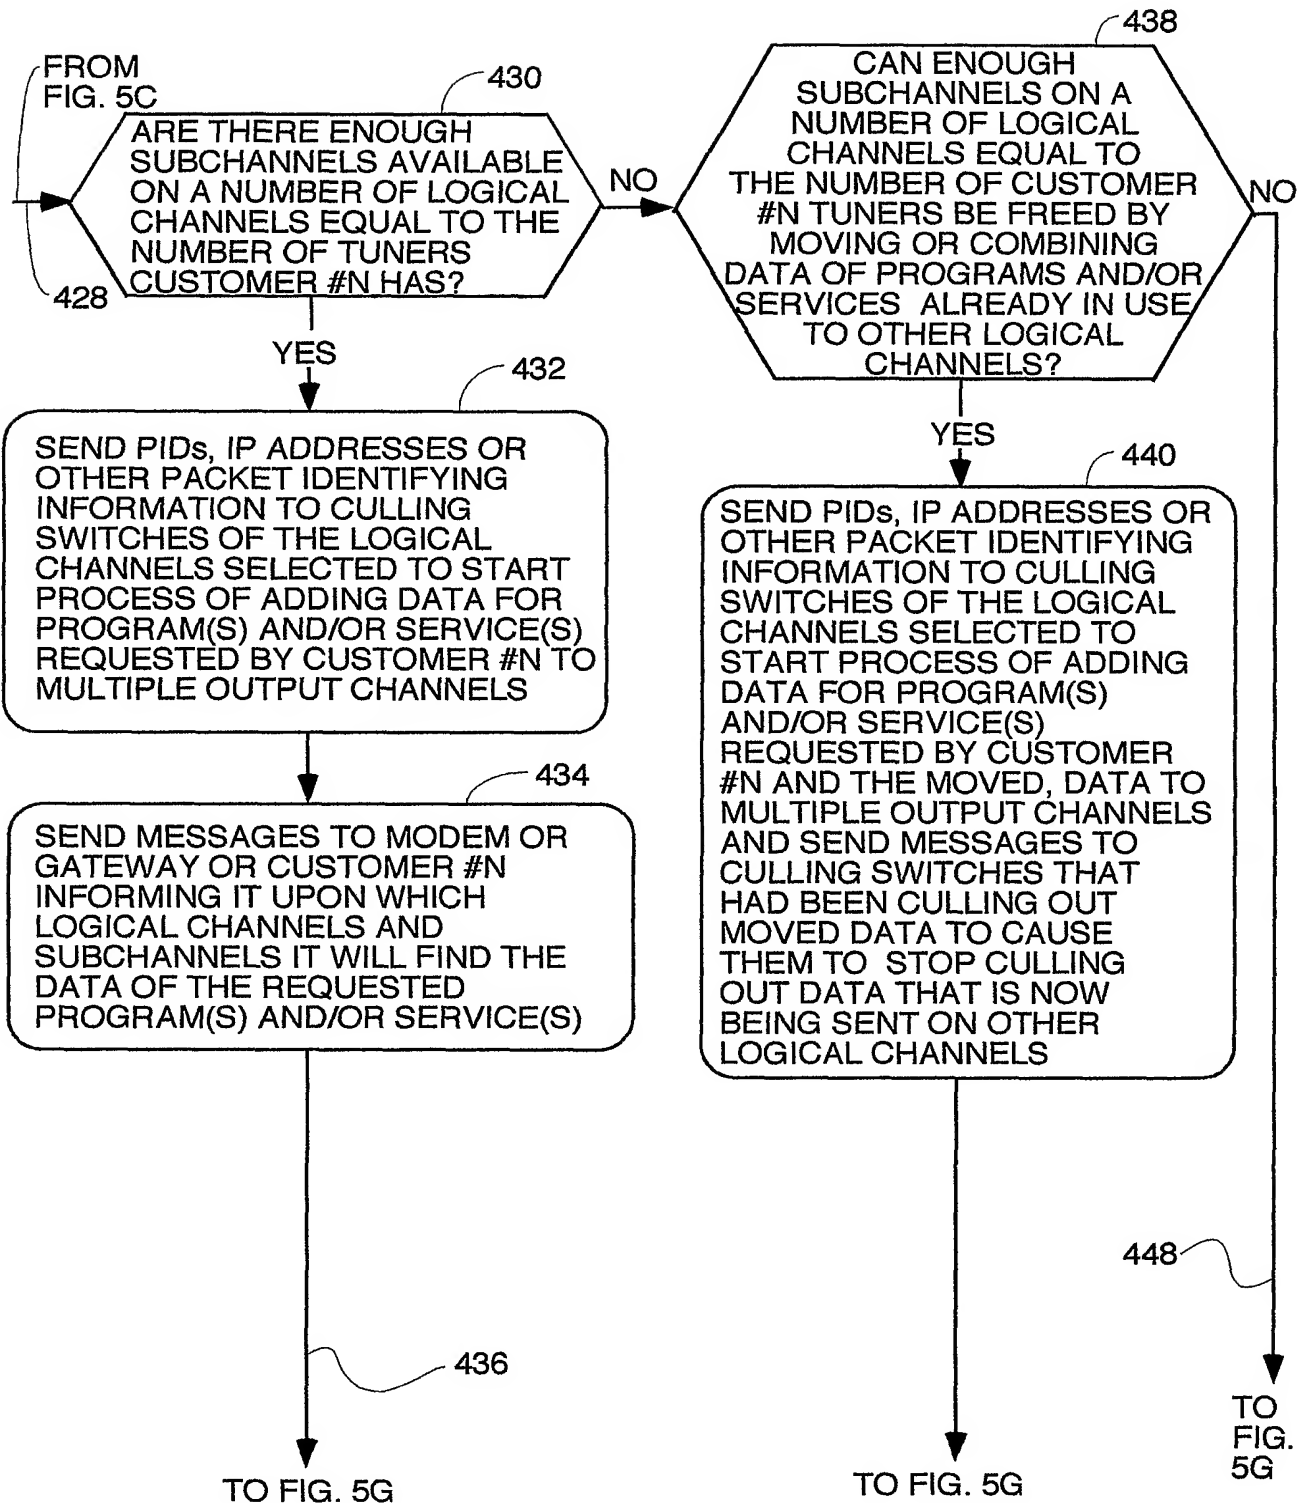 FROM
FIG. 5C
428
430
ARE THERE ENOUGH
SUBCHANNELS AVAILABLE
ON A NUMBER OF LOGICAL
CHANNELS EQUAL TO THE
NUMBER OF TUNERS
CUSTOMER #N HAS?
NO
YES
438
CAN ENOUGH
SUBCHANNELS ON A
NUMBER OF LOGICAL
CHANNELS EQUAL TO
THE NUMBER OF CUSTOMER
#N TUNERS BE FREED BY
MOVING OR COMBINING
DATA OF PROGRAMS AND/OR
SERVICES ALREADY IN USE
TO OTHER LOGICAL
CHANNELS?
NO
YES
432
SEND PIDs, IP ADDRESSES OR
OTHER PACKET IDENTIFYING
INFORMATION TO CULLING
SWITCHES OF THE LOGICAL
CHANNELS SELECTED TO START
PROCESS OF ADDING DATA FOR
PROGRAM(S) AND/OR SERVICE(S)
REQUESTED BY CUSTOMER #N TO
MULTIPLE OUTPUT CHANNELS
434
SEND MESSAGES TO MODEM OR
GATEWAY OR CUSTOMER #N
INFORMING IT UPON WHICH
LOGICAL CHANNELS AND
SUBCHANNELS IT WILL FIND THE
DATA OF THE REQUESTED
PROGRAM(S) AND/OR SERVICE(S)
436
TO FIG. 5G
440
SEND PIDs, IP ADDRESSES OR
OTHER PACKET IDENTIFYING
INFORMATION TO CULLING
SWITCHES OF THE LOGICAL
CHANNELS SELECTED TO
START PROCESS OF ADDING
DATA FOR PROGRAM(S)
AND/OR SERVICE(S)
REQUESTED BY CUSTOMER
#N AND THE MOVED, DATA TO
MULTIPLE OUTPUT CHANNELS
AND SEND MESSAGES TO
CULLING SWITCHES THAT
HAD BEEN CULLING OUT
MOVED DATA TO CAUSE
THEM TO STOP CULLING
OUT DATA THAT IS NOW
BEING SENT ON OTHER
LOGICAL CHANNELS
TO FIG. 5G
448
TO
FIG.
5G